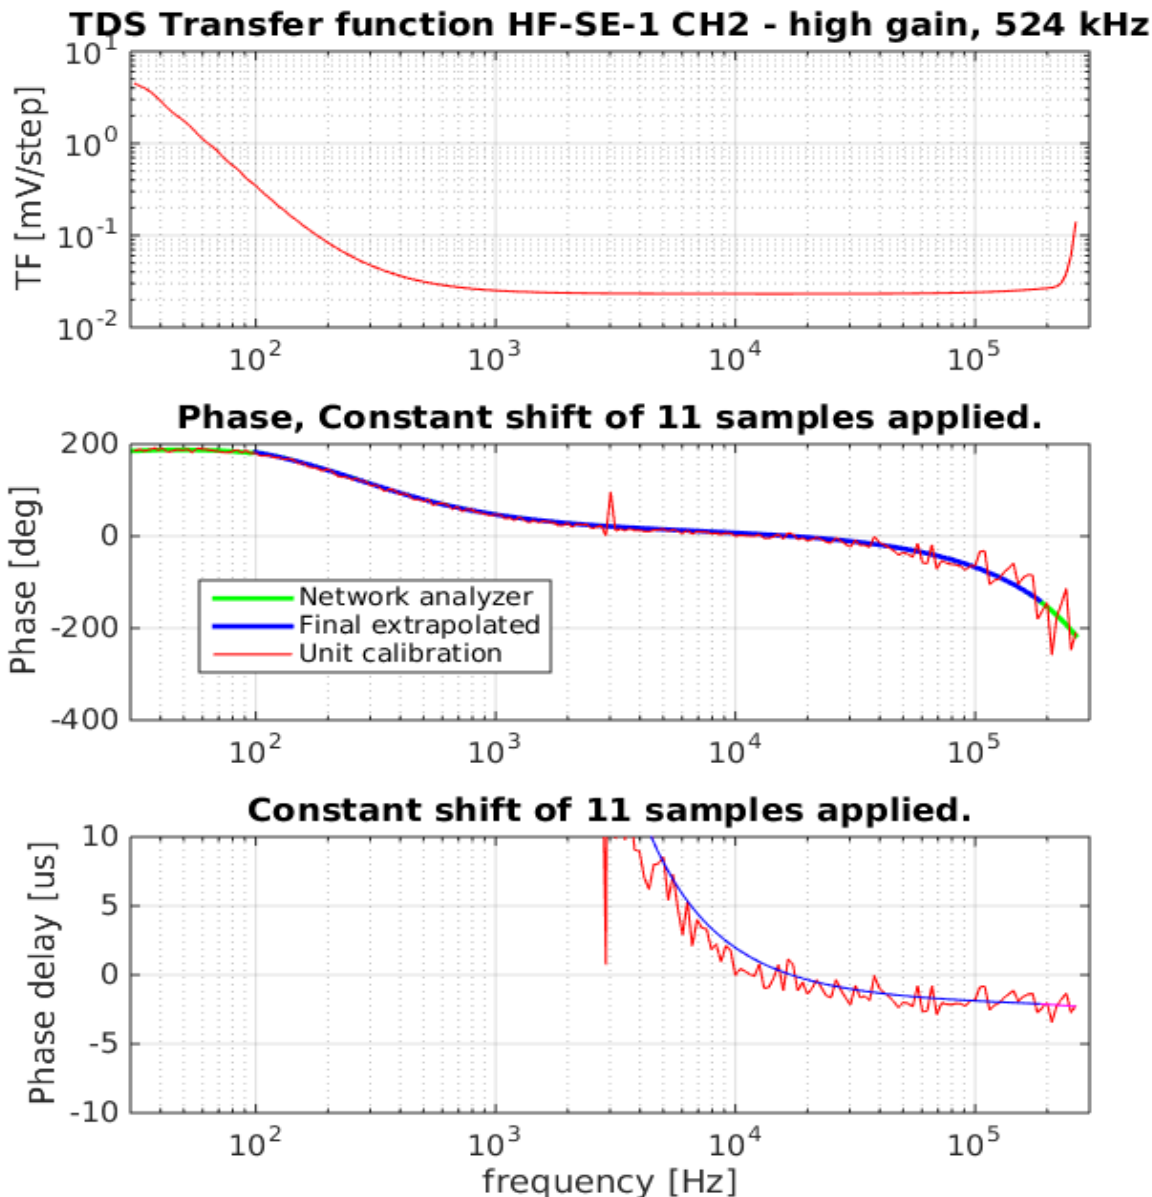 TDS Transfer function HF-SE-1 CH2 - high gain, 524 kHz
10^1
10^0
10^-1
10^-2
TF [mV/step]
10^2 10^3 10^4 10^5
Phase, Constant shift of 11 samples applied.
200
0
-200
-400
Phase [deg]
Network analyzer
Final extrapolated
Unit calibration
10^2 10^3 10^4 10^5
Constant shift of 11 samples applied.
10
5
0
-5
-10
Phase delay [us]
10^2 10^3 10^4 10^5
frequency [Hz]